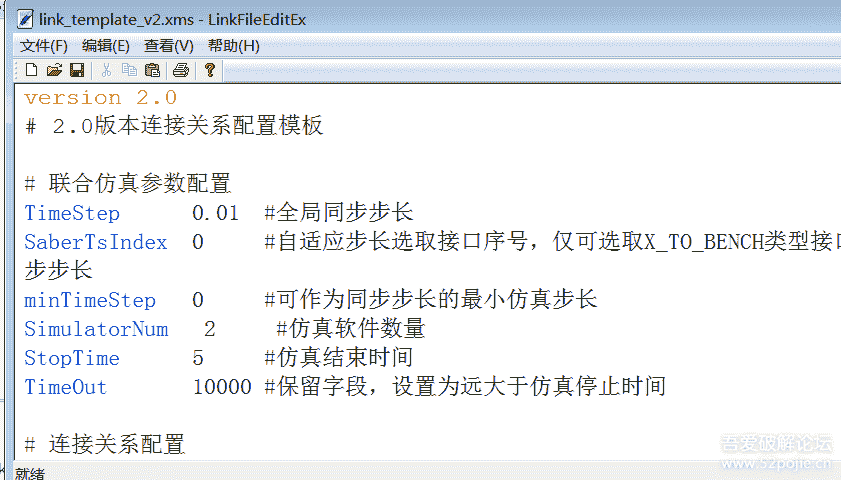 link_template_v2.xms - LinkFileEditEx
文件(F) 编辑(E) 查看(V) 帮助(H)
version 2.0
# 2.0版本连接关系配置模板
# 联合仿真参数配置
TimeStep 0.01 #全局同步步长
SaberTsIndex 0 #自适应步长选取接口序号，仅可选取X_TO_BENCH类型接口
步步长
minTimeStep 0 #可作为同步步长的最小仿真步长
SimulatorNum 2 #仿真软件数量
StopTime 5 #仿真结束时间
TimeOut 10000 #保留字段，设置为远大于仿真停止时间
# 连接关系配置
吾爱破解论坛
www.52pojie.cn
就绪